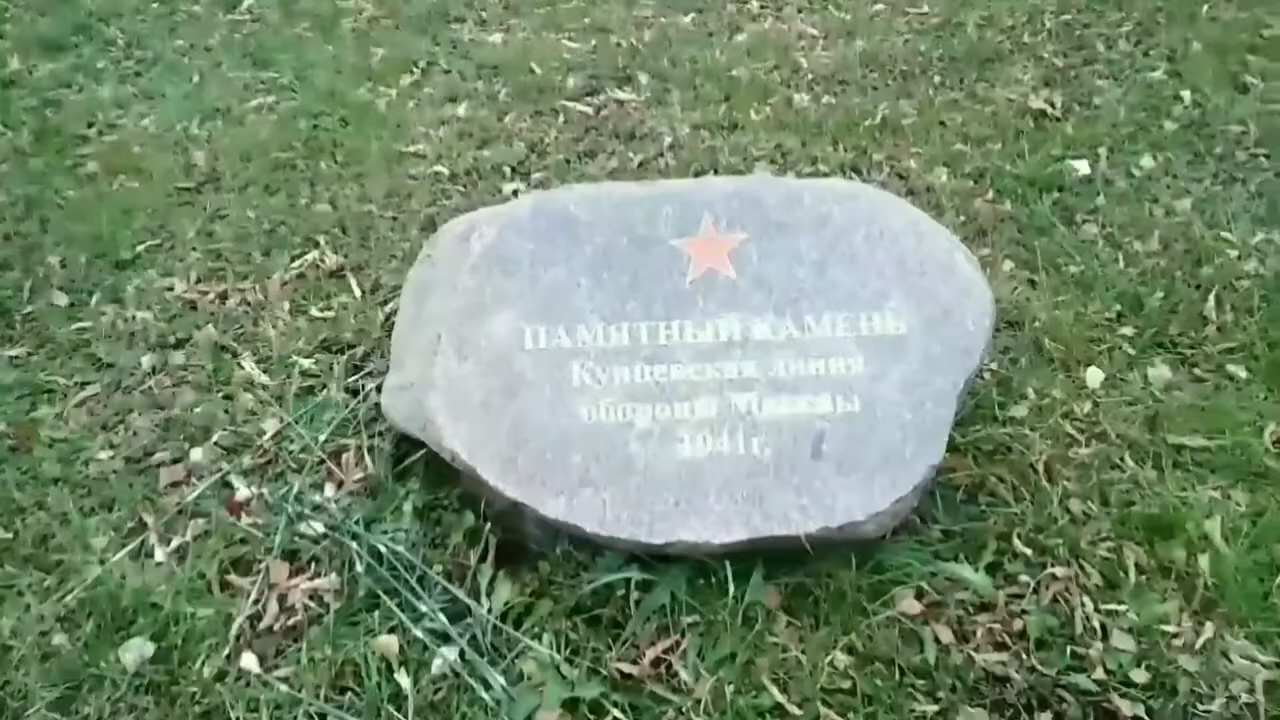 ПАМЯТНЫЙ КАМЕНЬ
Кунцевская линия
обороны Москвы
1941г.